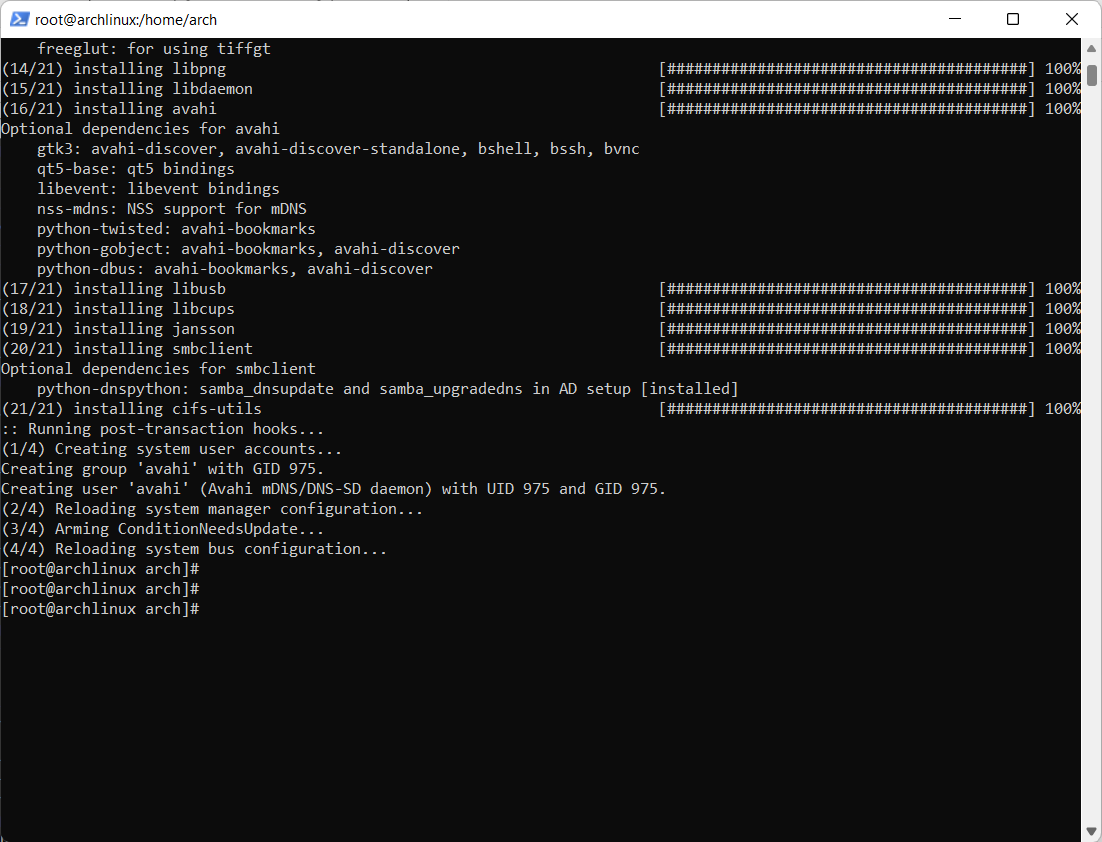 root@archlinux:/home/arch
    freeglut: for using tiffgt
(14/21) installing libpng [########################################] 100%
(15/21) installing libdaemon [########################################] 100%
(16/21) installing avahi [########################################] 100%
Optional dependencies for avahi
    gtk3: avahi-discover, avahi-discover-standalone, bshell, bssh, bvnc
    qt5-base: qt5 bindings
    libevent: libevent bindings
    nss-mdns: NSS support for mDNS
    python-twisted: avahi-bookmarks
    python-gobject: avahi-bookmarks, avahi-discover
    python-dbus: avahi-bookmarks, avahi-discover
(17/21) installing libusb [########################################] 100%
(18/21) installing libcups [########################################] 100%
(19/21) installing jansson [########################################] 100%
(20/21) installing smbclient [########################################] 100%
Optional dependencies for smbclient
    python-dnspython: samba_dnsupdate and samba_upgradedns in AD setup [installed]
(21/21) installing cifs-utils [########################################] 100%
:: Running post-transaction hooks...
(1/4) Creating system user accounts...
Creating group 'avahi' with GID 975.
Creating user 'avahi' (Avahi mDNS/DNS-SD daemon) with UID 975 and GID 975.
(2/4) Reloading system manager configuration...
(3/4) Arming ConditionNeedsUpdate...
(4/4) Reloading system bus configuration...
[root@archlinux arch]#
[root@archlinux arch]#
[root@archlinux arch]#